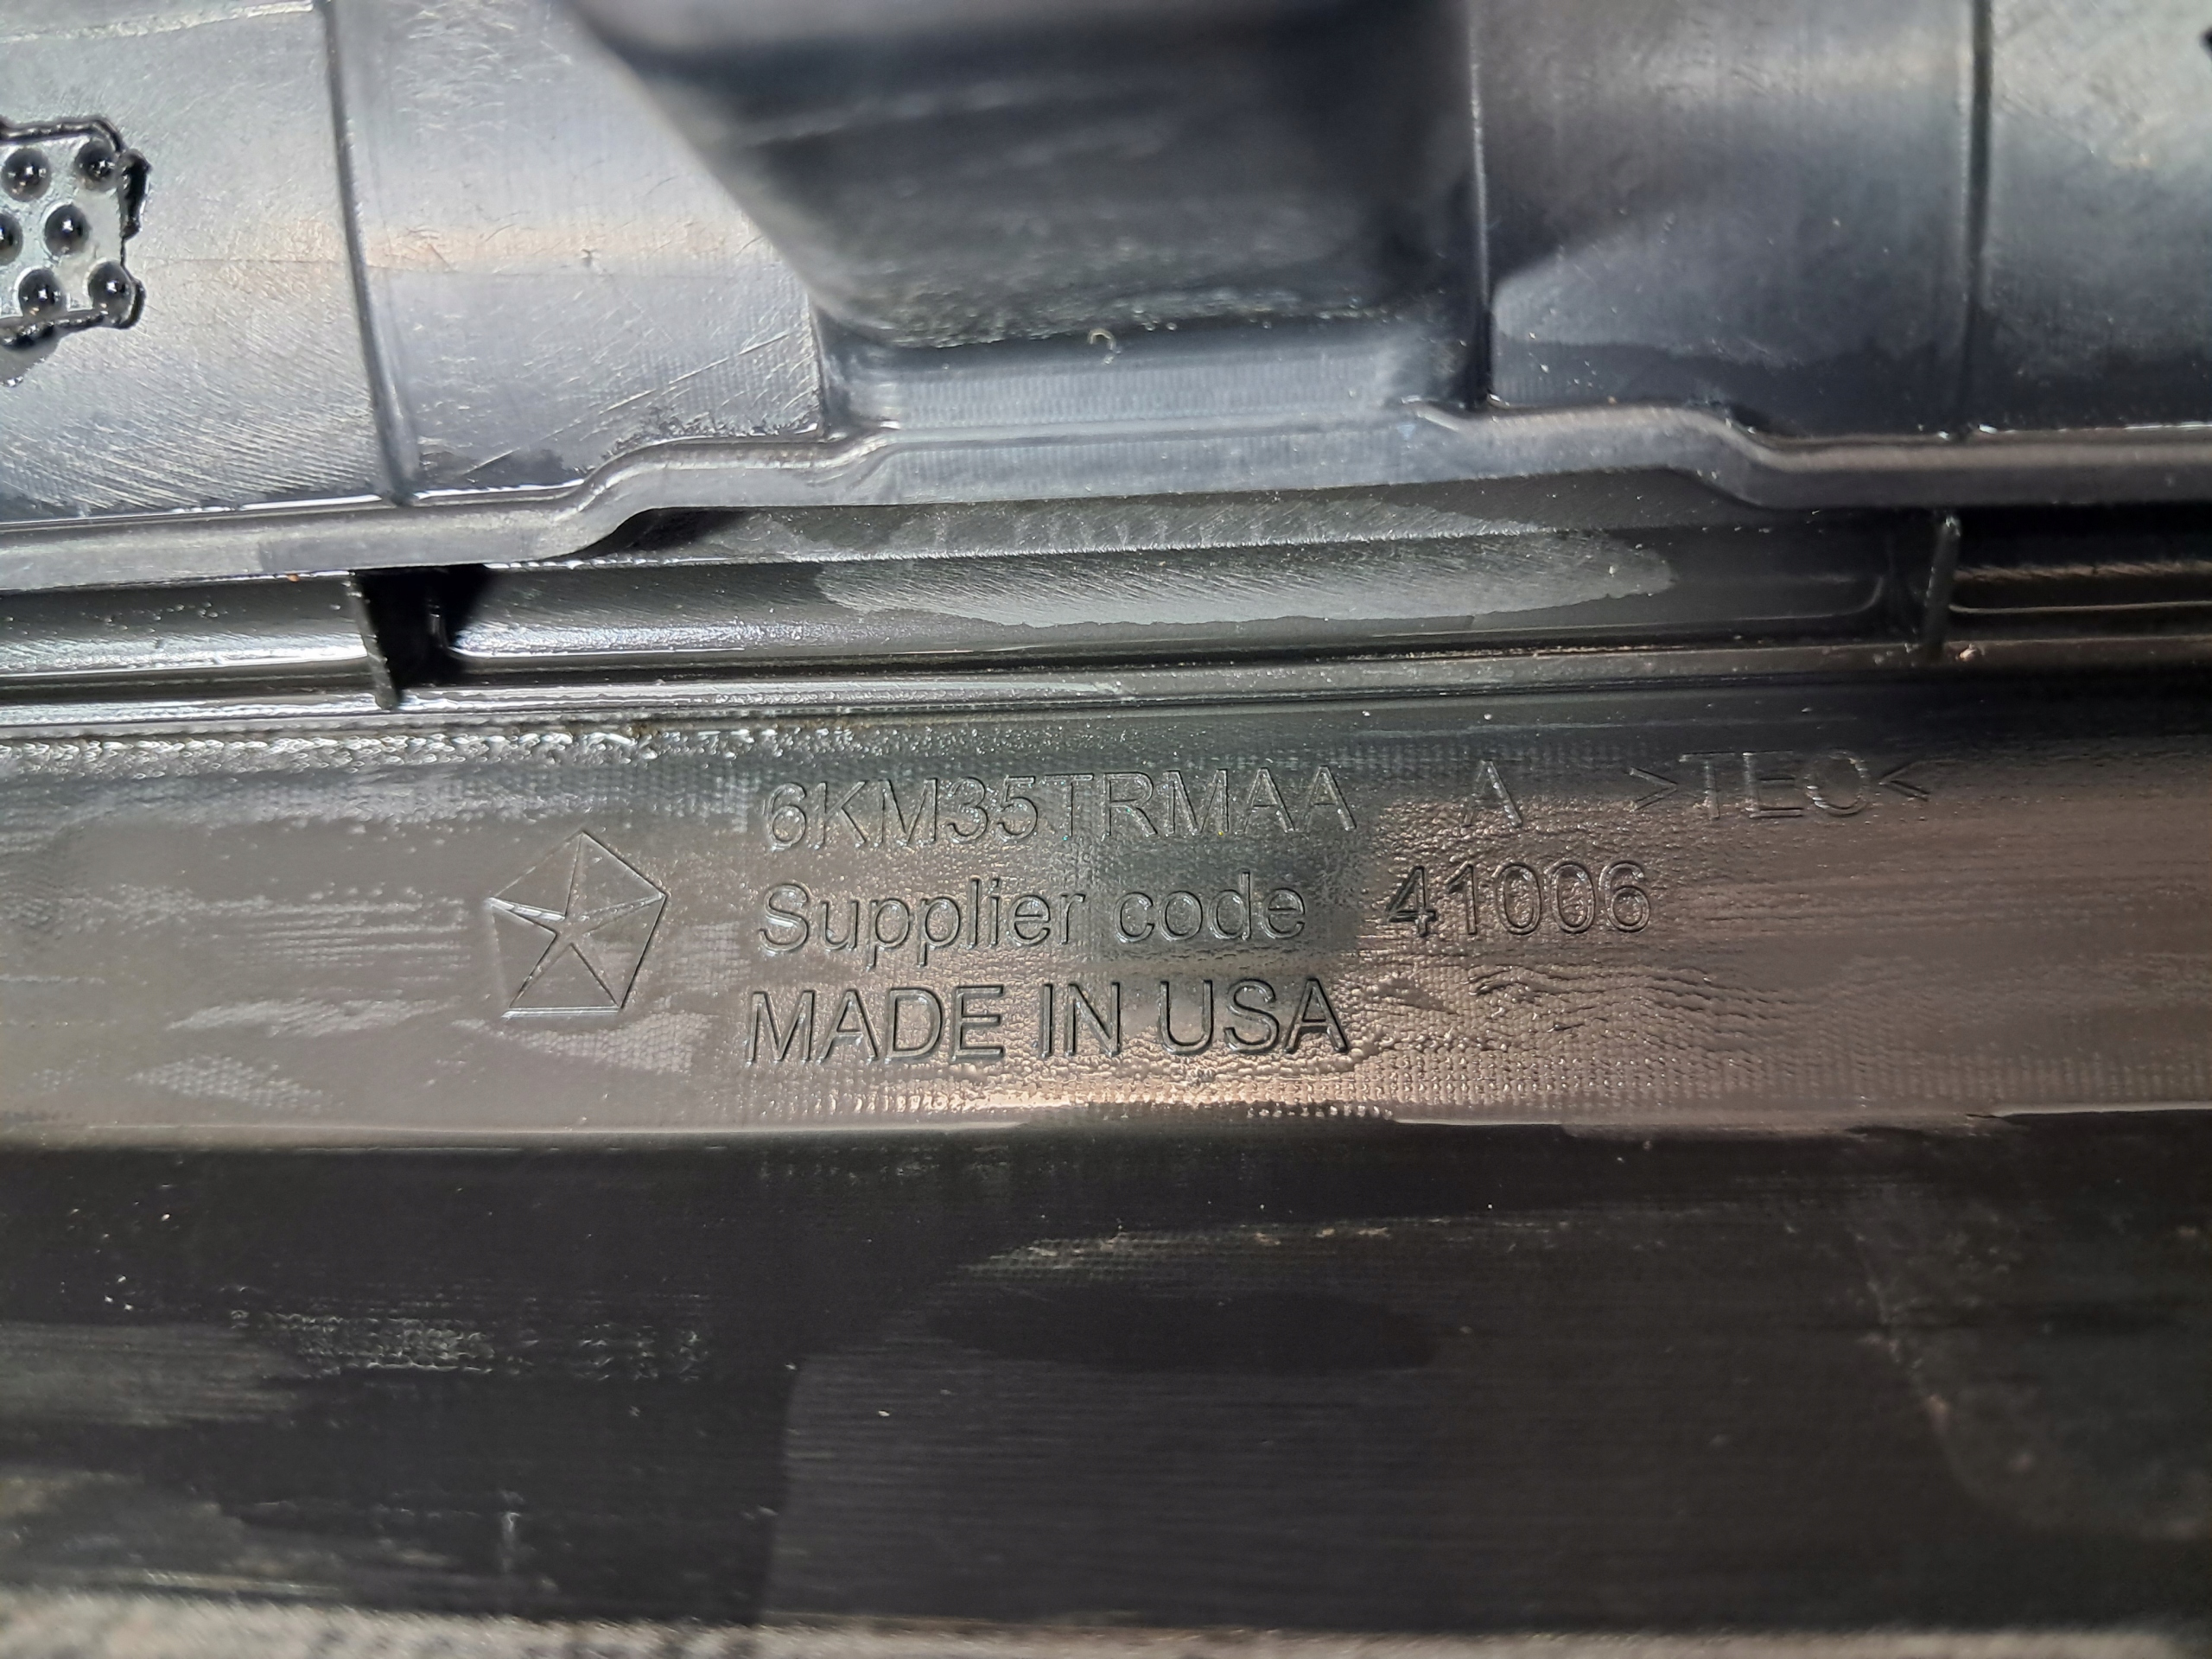 6KM35TRMAA A >TEO<
Supplier code 41006
MADE IN USA